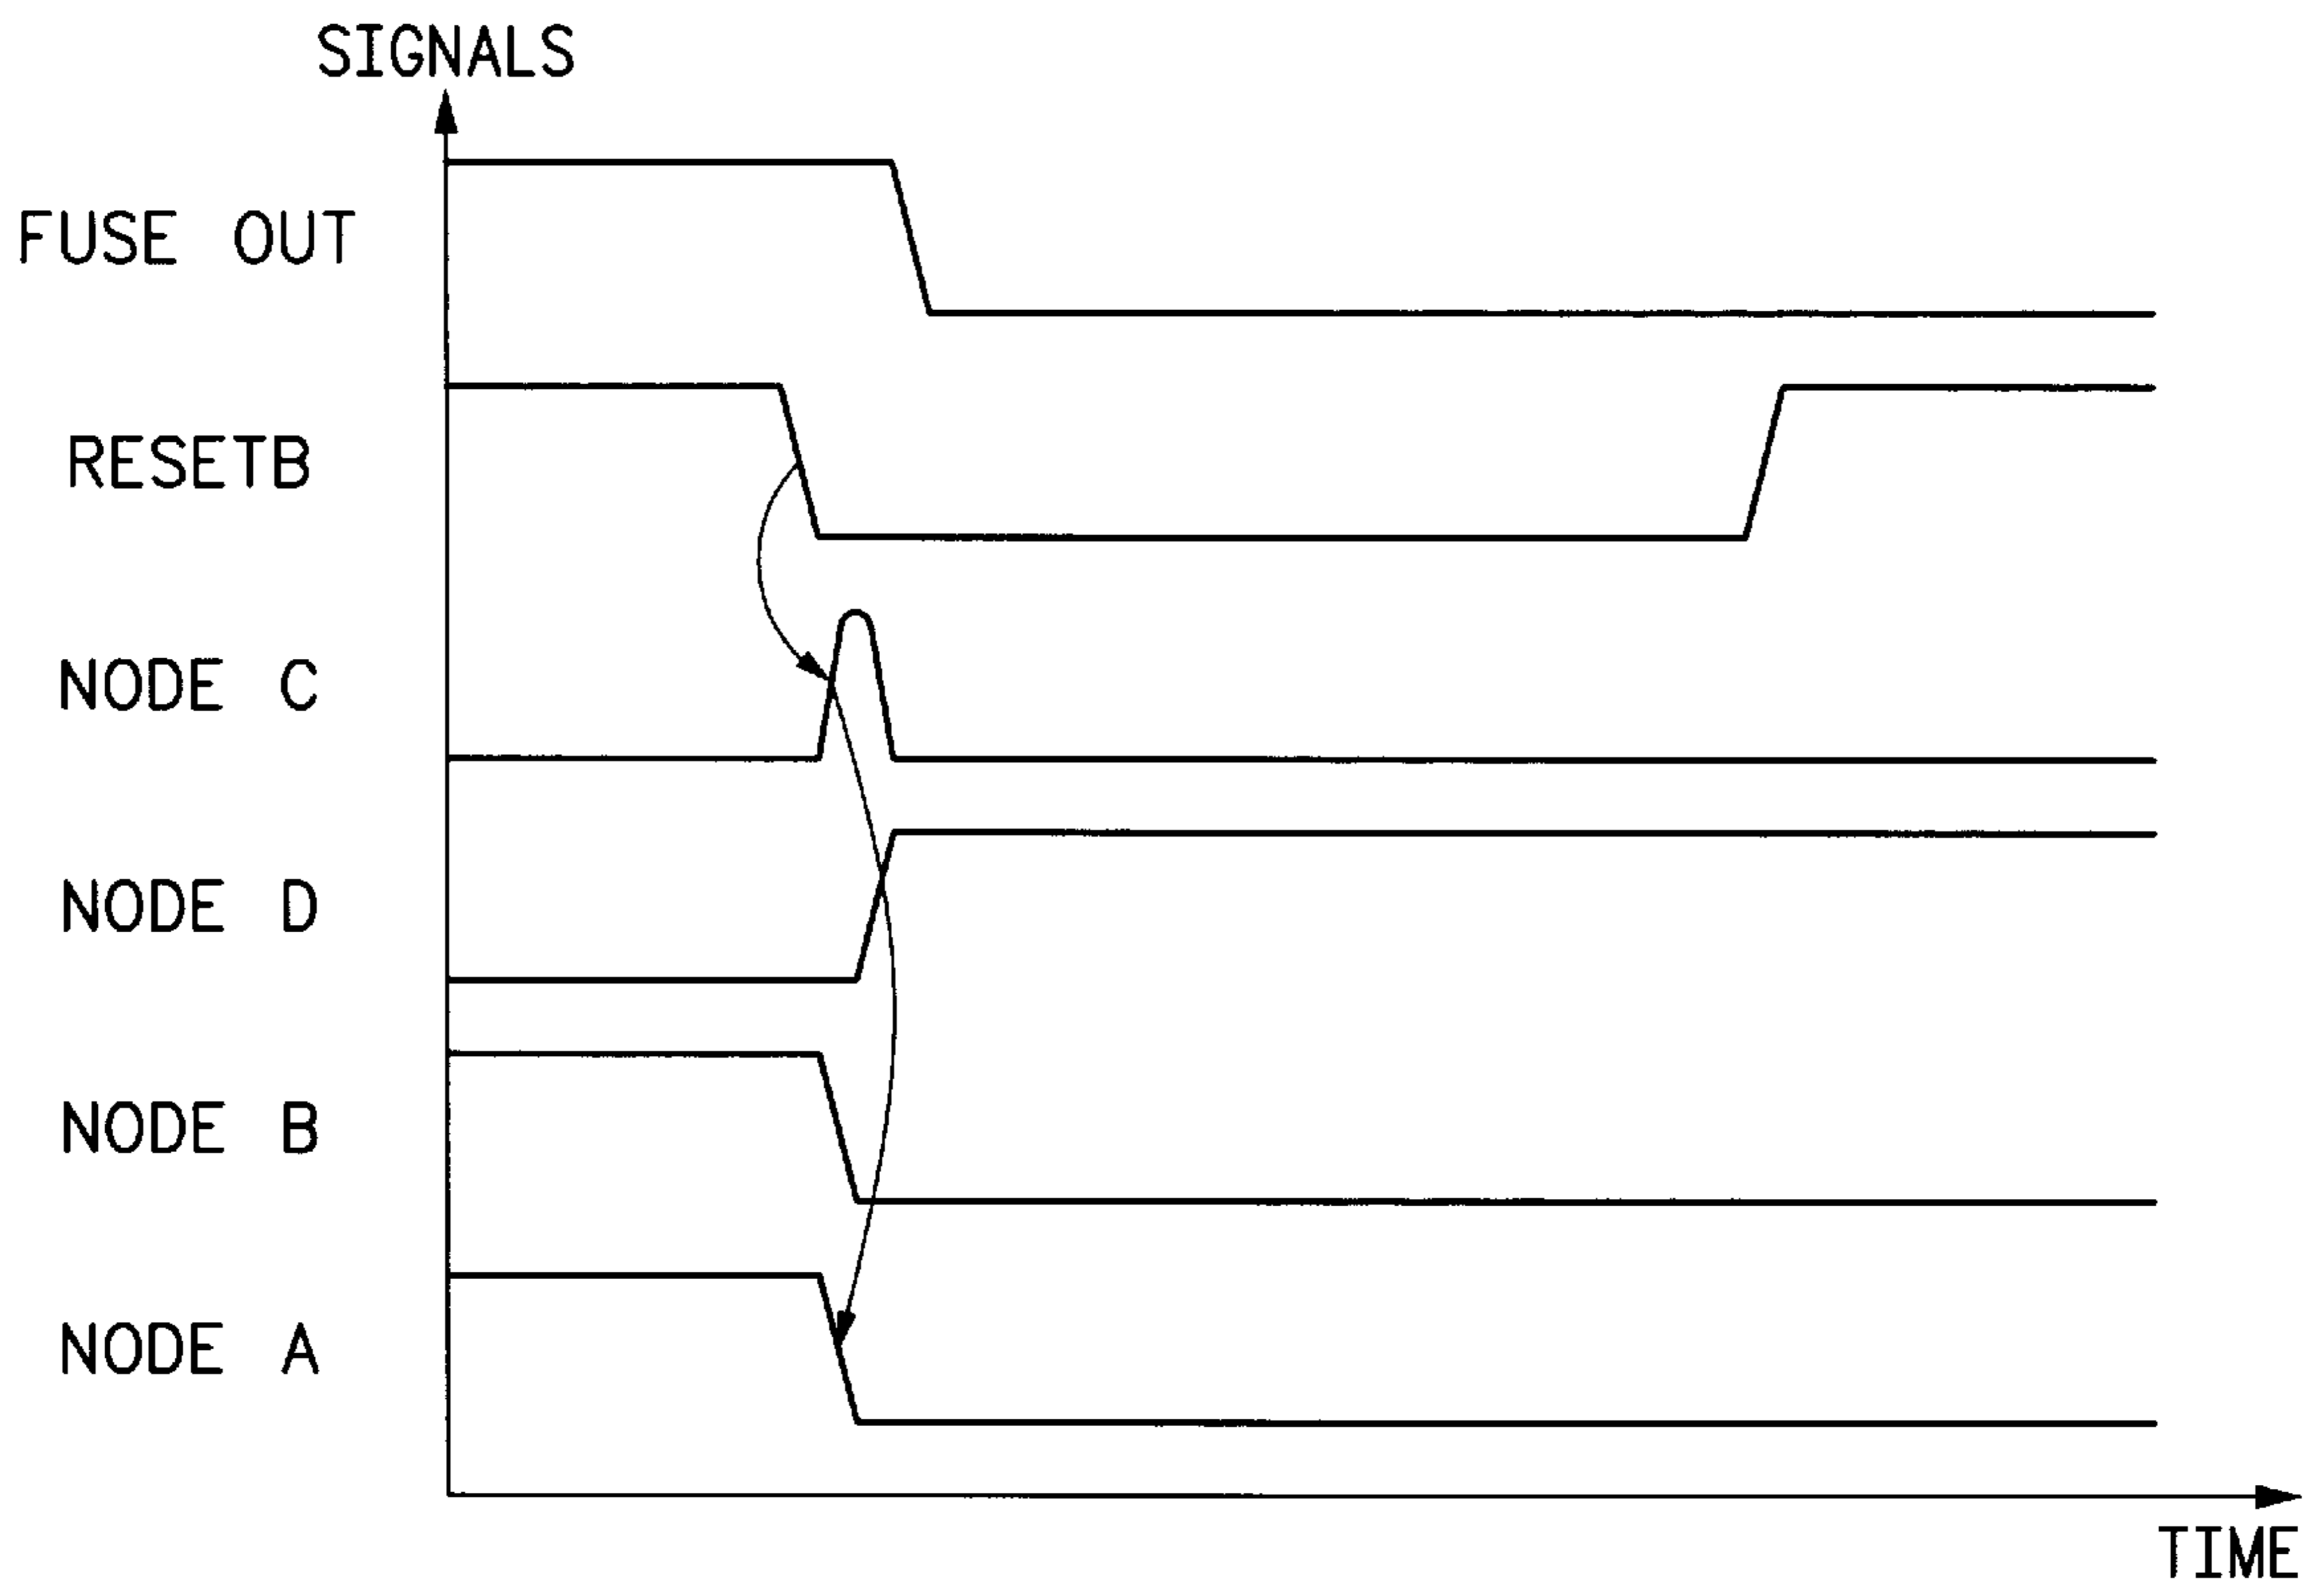 SIGNALS
FUSE OUT
RESETB
NODE C
NODE D
NODE B
NODE A
TIME